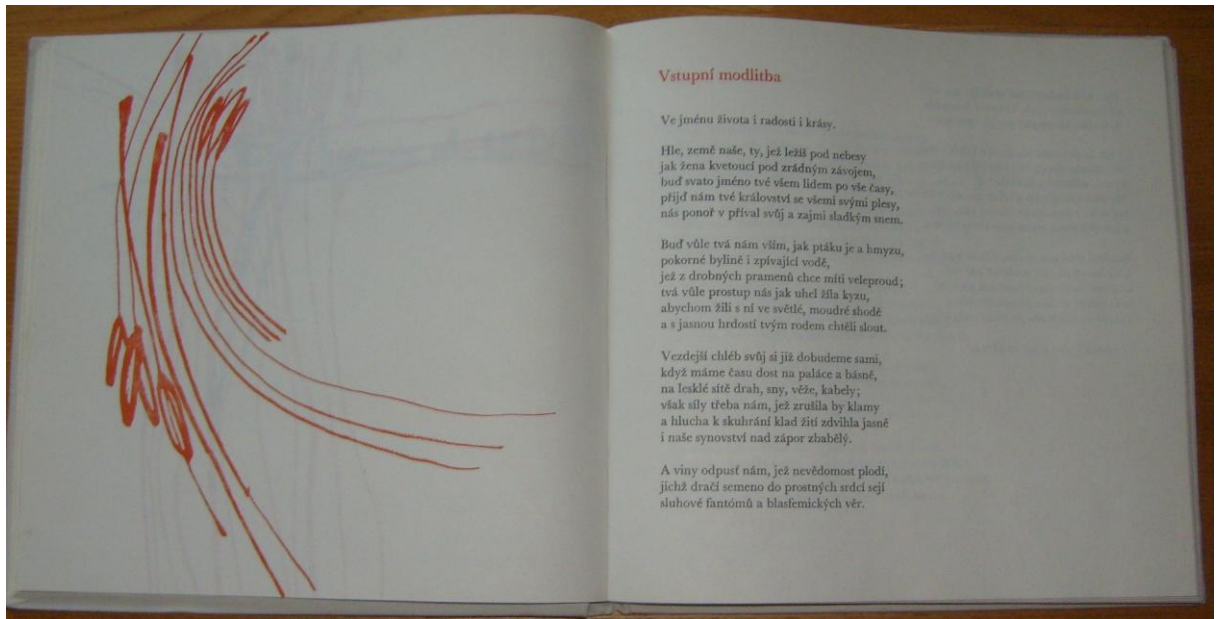 Vstupní modlitba
Ve jménu života i radosti i krásy.
Hle, země naše, ty, jež ležíš pod nebesy
jak žena kvetoucí pod zrádným závojem,
buď svato jméno tvé všem lidem po vše časy,
přijď nám tvé království se všemi svými plesy,
nás ponoř v příval svůj a zajmi sladkým snem.
Buď vůle tvá nám vším, jak ptáku je a hmyzu,
pokorné bylině i zpívající vodě,
jež z drobných pramenů chce míti veleproud;
tvá vůle prostup nás jak uhel žíla kyzu,
abychom žili s ní ve světlé, moudré shodě
a s jasnou hrdostí tvým rodem chtěli slout.
Vezdejší chléb svůj si již dobudeme sami,
když máme času dost na paláce a básně,
na lesklé sítě drah, sny, věže, kabely;
však síly třeba nám, jež zrušila by klamy
a hlucha k skuhrání klad žití zdvihla jasně
i naše synovství nad zápor zbabělý.
A viny odpusť nám, jež nevědomost plodí,
jichž dračí semeno do prostných srdcí sejí
sluhové fantómů a blasfemických věr.